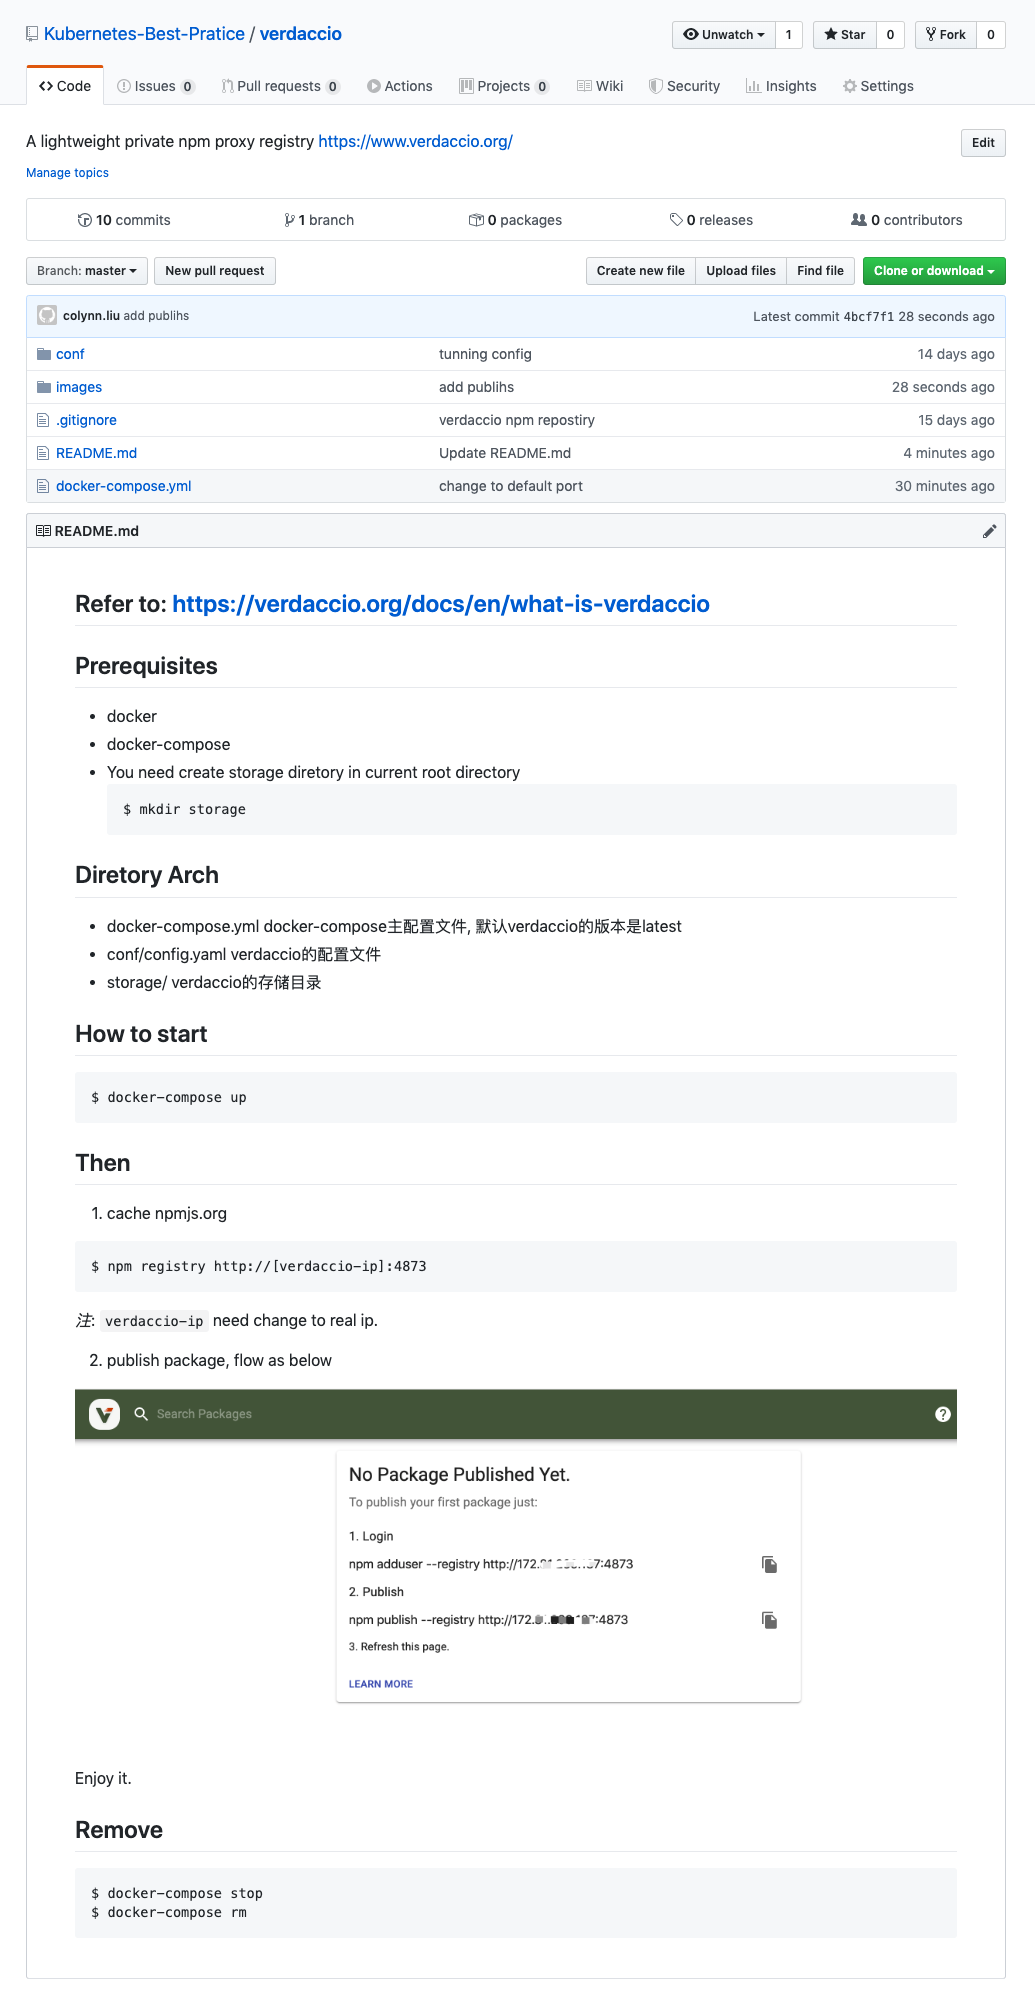 Kubernetes-Best-Pratice / verdaccio
Unwatch 1 Star 0 Fork 0
Code Issues 0 Pull requests 0 Actions Projects 0 Wiki Security Insights Settings
A lightweight private npm proxy registry https://www.verdaccio.org/ Edit
Manage topics
10 commits 1 branch 0 packages 0 releases 0 contributors
Branch: master New pull request Create new file Upload files Find file Clone or download
colynn.liu add publihs Latest commit 4bcf7f1 28 seconds ago
conf tunning config 14 days ago
images add publihs 28 seconds ago
.gitignore verdaccio npm repostiry 15 days ago
README.md Update README.md 4 minutes ago
docker-compose.yml change to default port 30 minutes ago
README.md
Refer to: https://verdaccio.org/docs/en/what-is-verdaccio
Prerequisites
• docker
• docker-compose
• You need create storage diretory in current root directory
$ mkdir storage
Diretory Arch
• docker-compose.yml docker-compose主配置文件, 默认verdaccio的版本是latest
• conf/config.yaml verdaccio的配置文件
• storage/ verdaccio的存储目录
How to start
$ docker-compose up
Then
1. cache npmjs.org
$ npm registry http://[verdaccio-ip]:4873
注: verdaccio-ip need change to real ip.
2. publish package, flow as below
Search Packages
No Package Published Yet.
To publish your first package just:
1. Login
npm adduser --registry
2. Publish
npm publish --registry
3. Refresh this page.
LEARN MORE
Enjoy it.
Remove
$ docker-compose stop
$ docker-compose rm